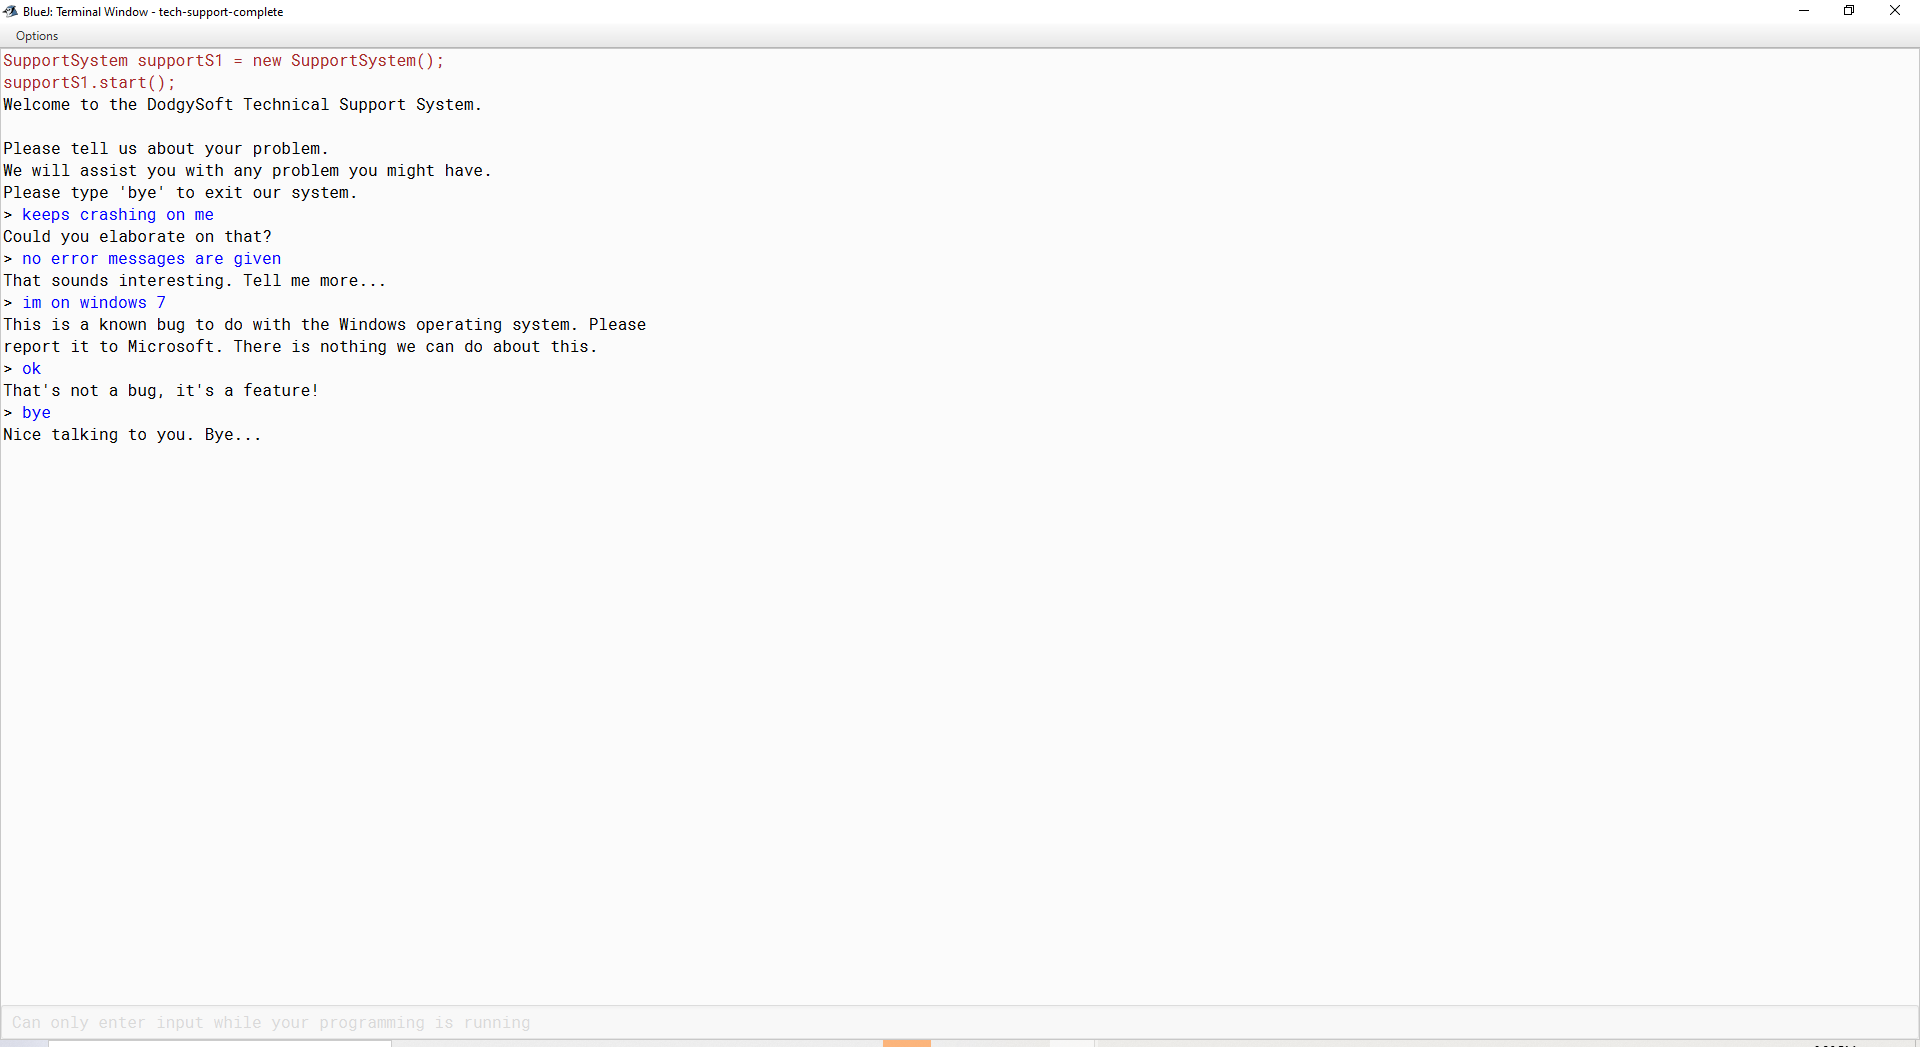 BlueJ: Terminal Window - tech-support-complete
Options
SupportSystem supportS1 = new SupportSystem();
supportS1.start();
Welcome to the DodgySoft Technical Support System.
Please tell us about your problem.
We will assist you with any problem you might have.
Please type 'bye' to exit our system.
> keeps crashing on me
Could you elaborate on that?
> no error messages are given
That sounds interesting. Tell me more...
> im on windows 7
This is a known bug to do with the Windows operating system. Please
report it to Microsoft. There is nothing we can do about this.
> ok
That's not a bug, it's a feature!
> bye
Nice talking to you. Bye...
Can only enter input while your programming is running